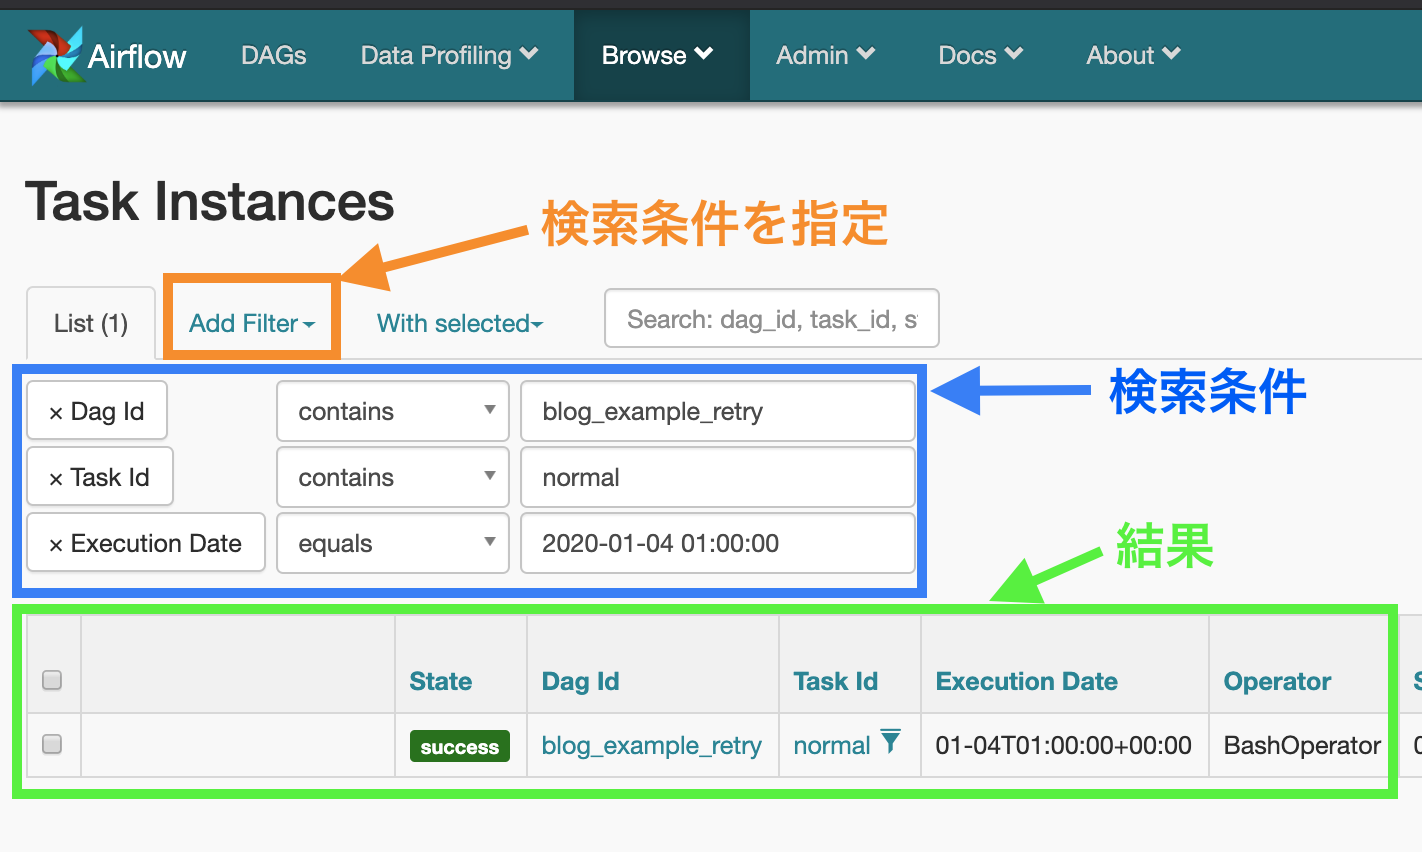 Airflow DAGs Data Profiling Browse Admin Docs About
Task Instances
検索条件を指定
List (1) Add Filter With selected Search: dag_id, task_id, s
検索条件
× Dag Id contains blog_example_retry
× Task Id contains normal
× Execution Date equals 2020-01-04 01:00:00
結果
State Dag Id Task Id Execution Date Operator
success blog_example_retry normal 01-04T01:00:00+00:00 BashOperator